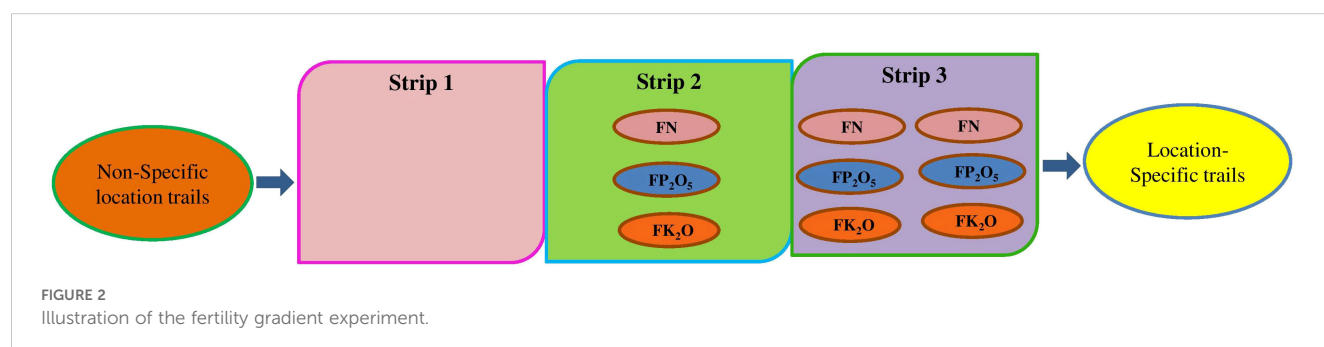 Non-Specific
location trails
Strip 1
Strip 2
FN
FP₂O₅
FK₂O
Strip 3
FN
FN
FP₂O₅
FP₂O₅
FK₂O
FK₂O
Location-
Specific trails
FIGURE 2
Illustration of the fertility gradient experiment.